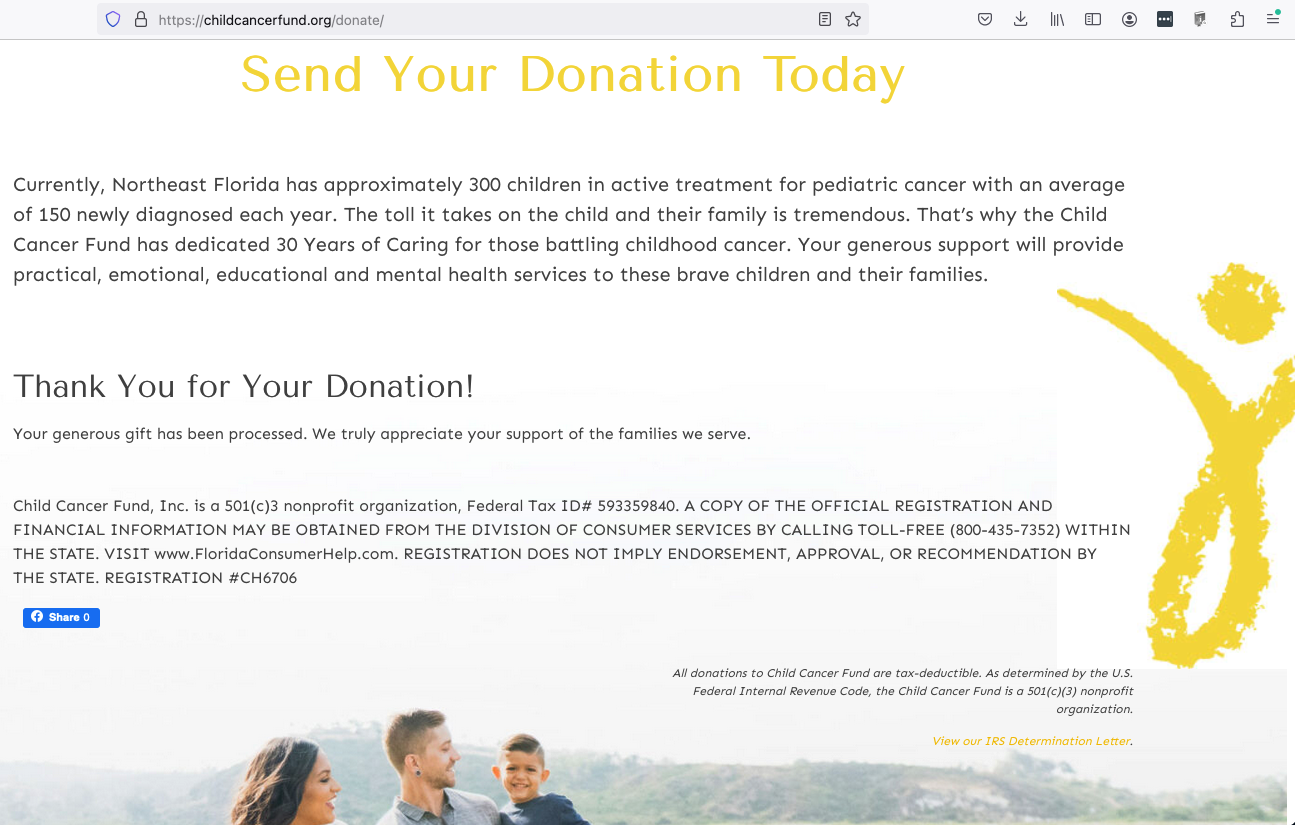 https://childcancerfund.org/donate/
Send Your Donation Today
Currently, Northeast Florida has approximately 300 children in active treatment for pediatric cancer with an average
of 150 newly diagnosed each year. The toll it takes on the child and their family is tremendous. That’s why the Child
Cancer Fund has dedicated 30 Years of Caring for those battling childhood cancer. Your generous support will provide
practical, emotional, educational and mental health services to these brave children and their families.
Thank You for Your Donation!
Your generous gift has been processed. We truly appreciate your support of the families we serve.
Child Cancer Fund, Inc. is a 501(c)3 nonprofit organization, Federal Tax ID# 593359840. A COPY OF THE OFFICIAL REGISTRATION AND
FINANCIAL INFORMATION MAY BE OBTAINED FROM THE DIVISION OF CONSUMER SERVICES BY CALLING TOLL-FREE (800-435-7352) WITHIN
THE STATE. VISIT www.FloridaConsumerHelp.com. REGISTRATION DOES NOT IMPLY ENDORSEMENT, APPROVAL, OR RECOMMENDATION BY
THE STATE. REGISTRATION #CH6706
Share 0
All donations to Child Cancer Fund are tax-deductible. As determined by the U.S.
Federal Internal Revenue Code, the Child Cancer Fund is a 501(c)(3) nonprofit
organization.
View our IRS Determination Letter.